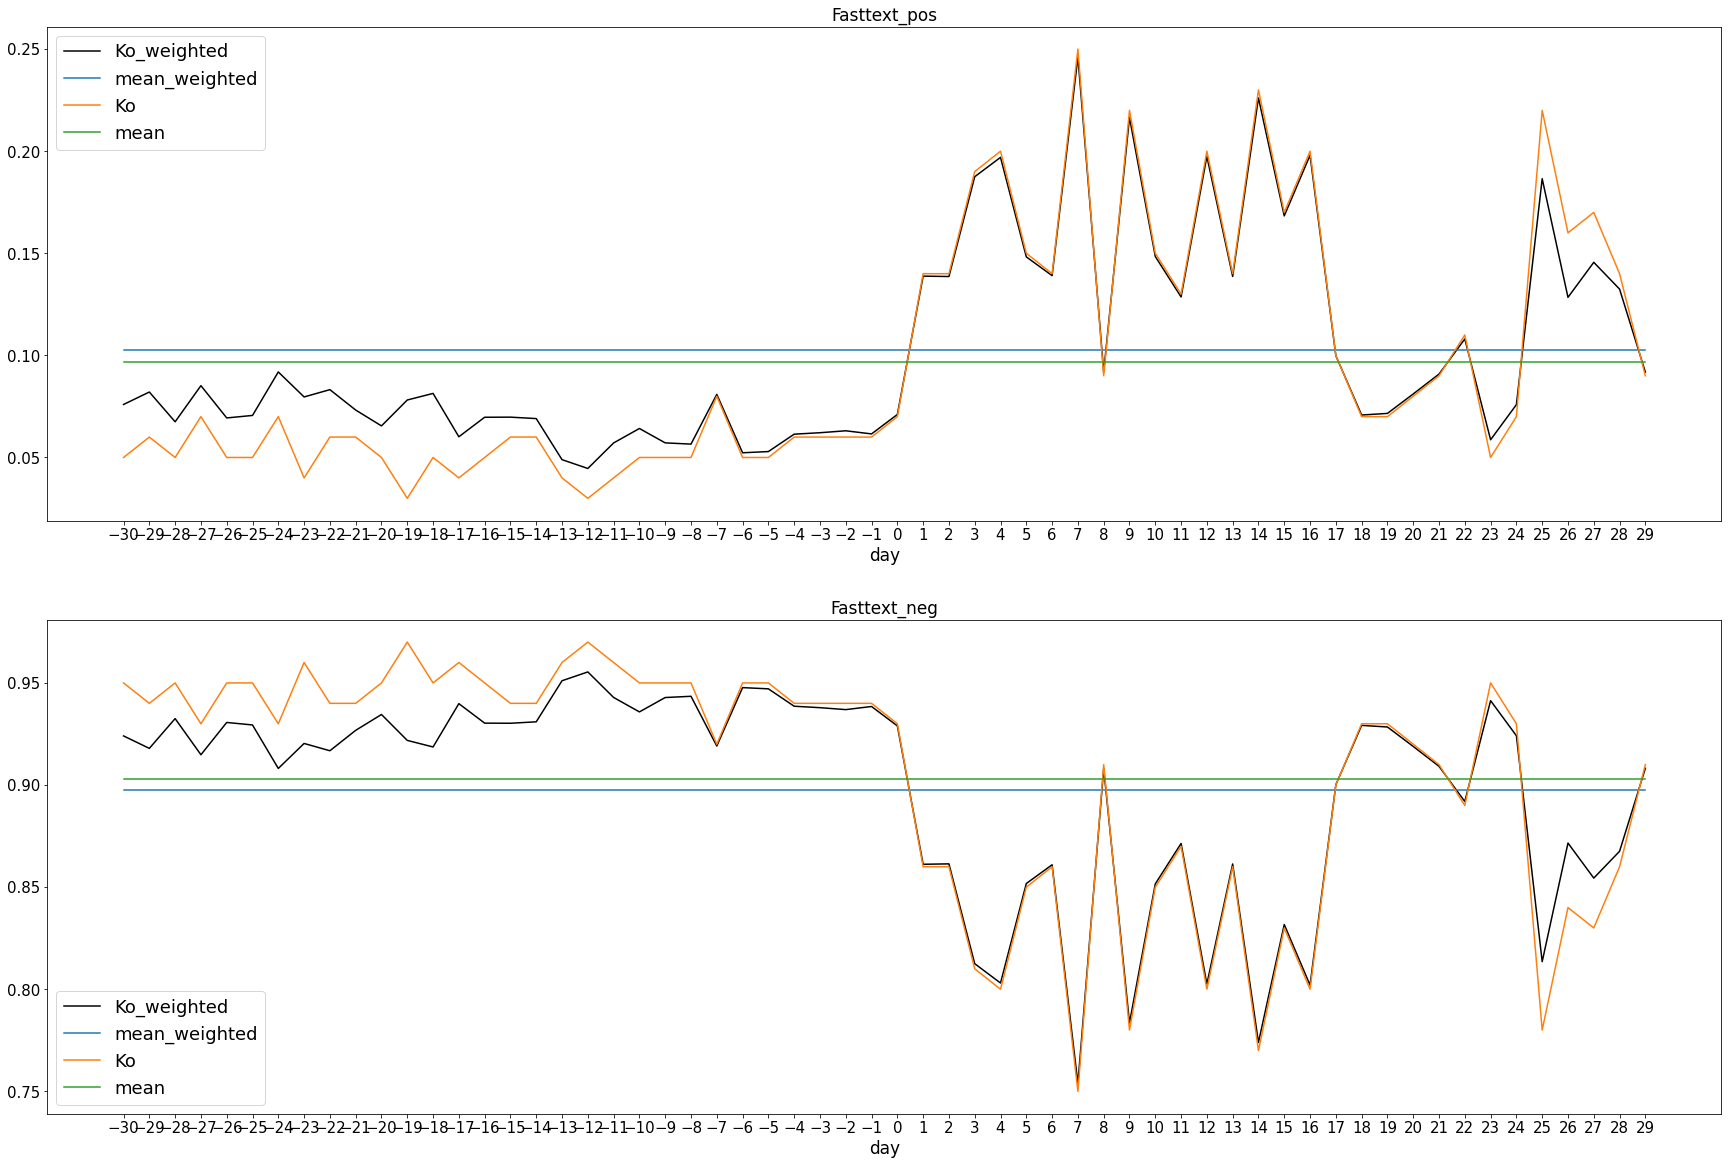 Fasttext_pos
0.25
0.20
0.15
0.10
0.05
Ko_weighted
mean_weighted
Ko
mean
−30 −29 −28 −27 −26 −25 −24 −23 −22 −21 −20 −19 −18 −17 −16 −15 −14 −13 −12 −11 −10 −9 −8 −7 −6 −5 −4 −3 −2 −1 0 1 2 3 4 5 6 7 8 9 10 11 12 13 14 15 16 17 18 19 20 21 22 23 24 25 26 27 28 29
day
Fasttext_neg
0.95
0.90
0.85
0.80
0.75
Ko_weighted
mean_weighted
Ko
mean
−30 −29 −28 −27 −26 −25 −24 −23 −22 −21 −20 −19 −18 −17 −16 −15 −14 −13 −12 −11 −10 −9 −8 −7 −6 −5 −4 −3 −2 −1 0 1 2 3 4 5 6 7 8 9 10 11 12 13 14 15 16 17 18 19 20 21 22 23 24 25 26 27 28 29
day